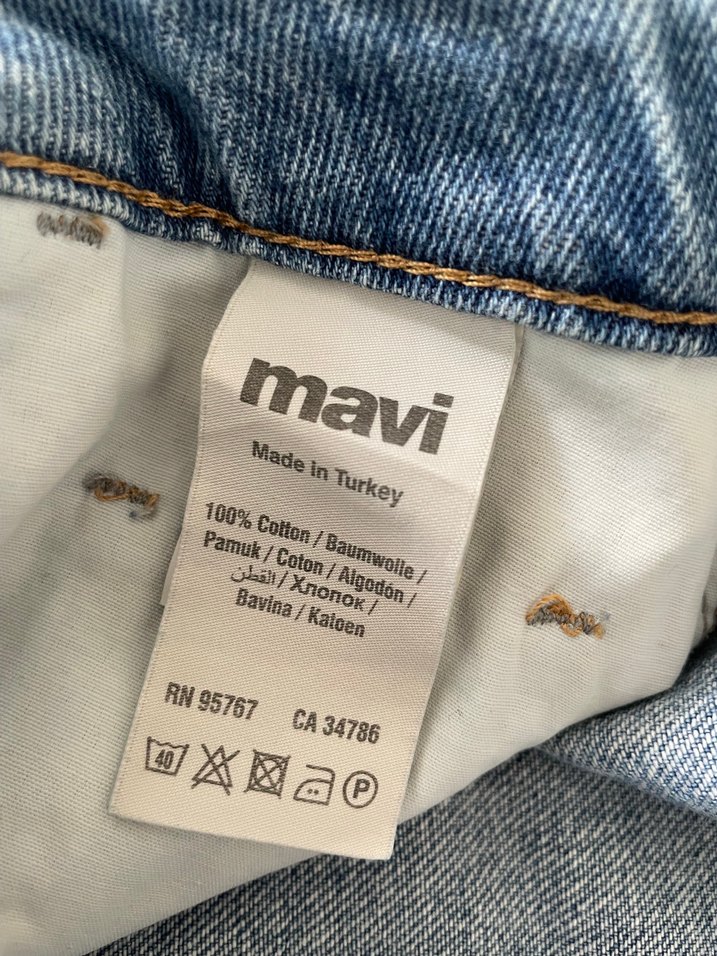 mavi
Made in Turkey
100% Cotton / Baumwolle /
Pamuk / Coton / Algodón /
القطن / Хлопок /
Bavlna / Katoen
RN 95767 CA 34786
40 P